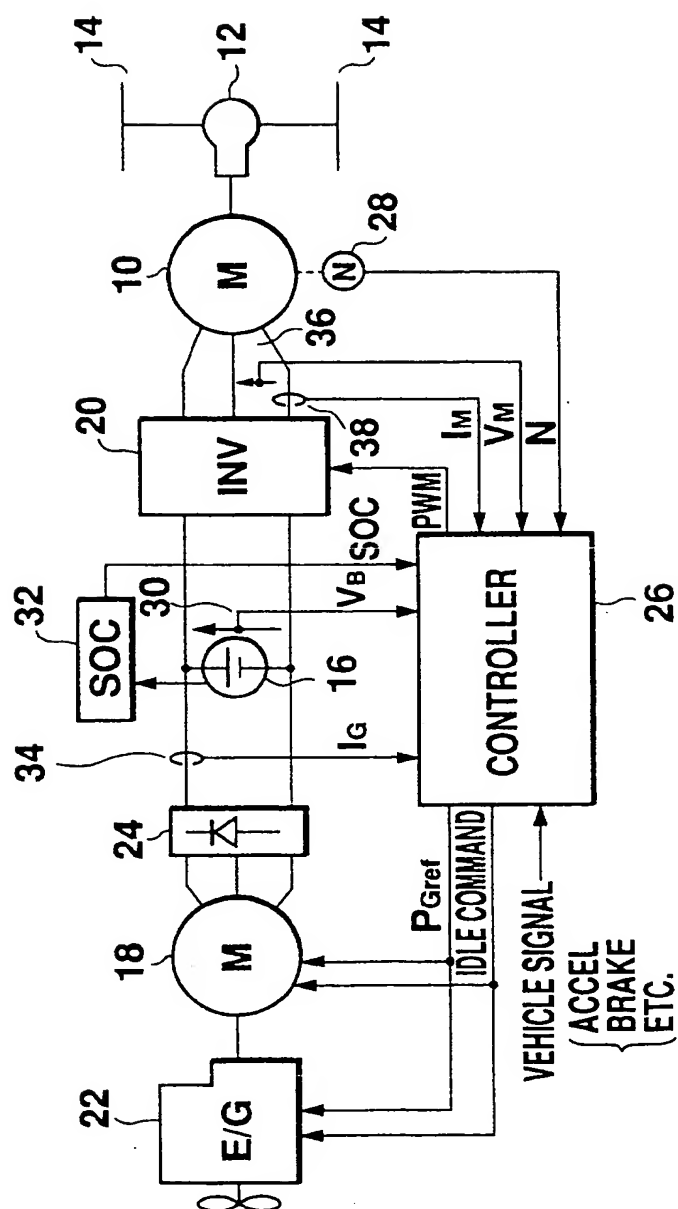 14
12
14
28
N
10
M
36
38
20
INV
IM
VM
N
PWM
SOC
VB
30
32
SOC
16
34
IG
CONTROLLER
26
24
18
M
PGref
IDLE COMMAND
VEHICLE SIGNAL
ACCEL
BRAKE
ETC.
22
E/G